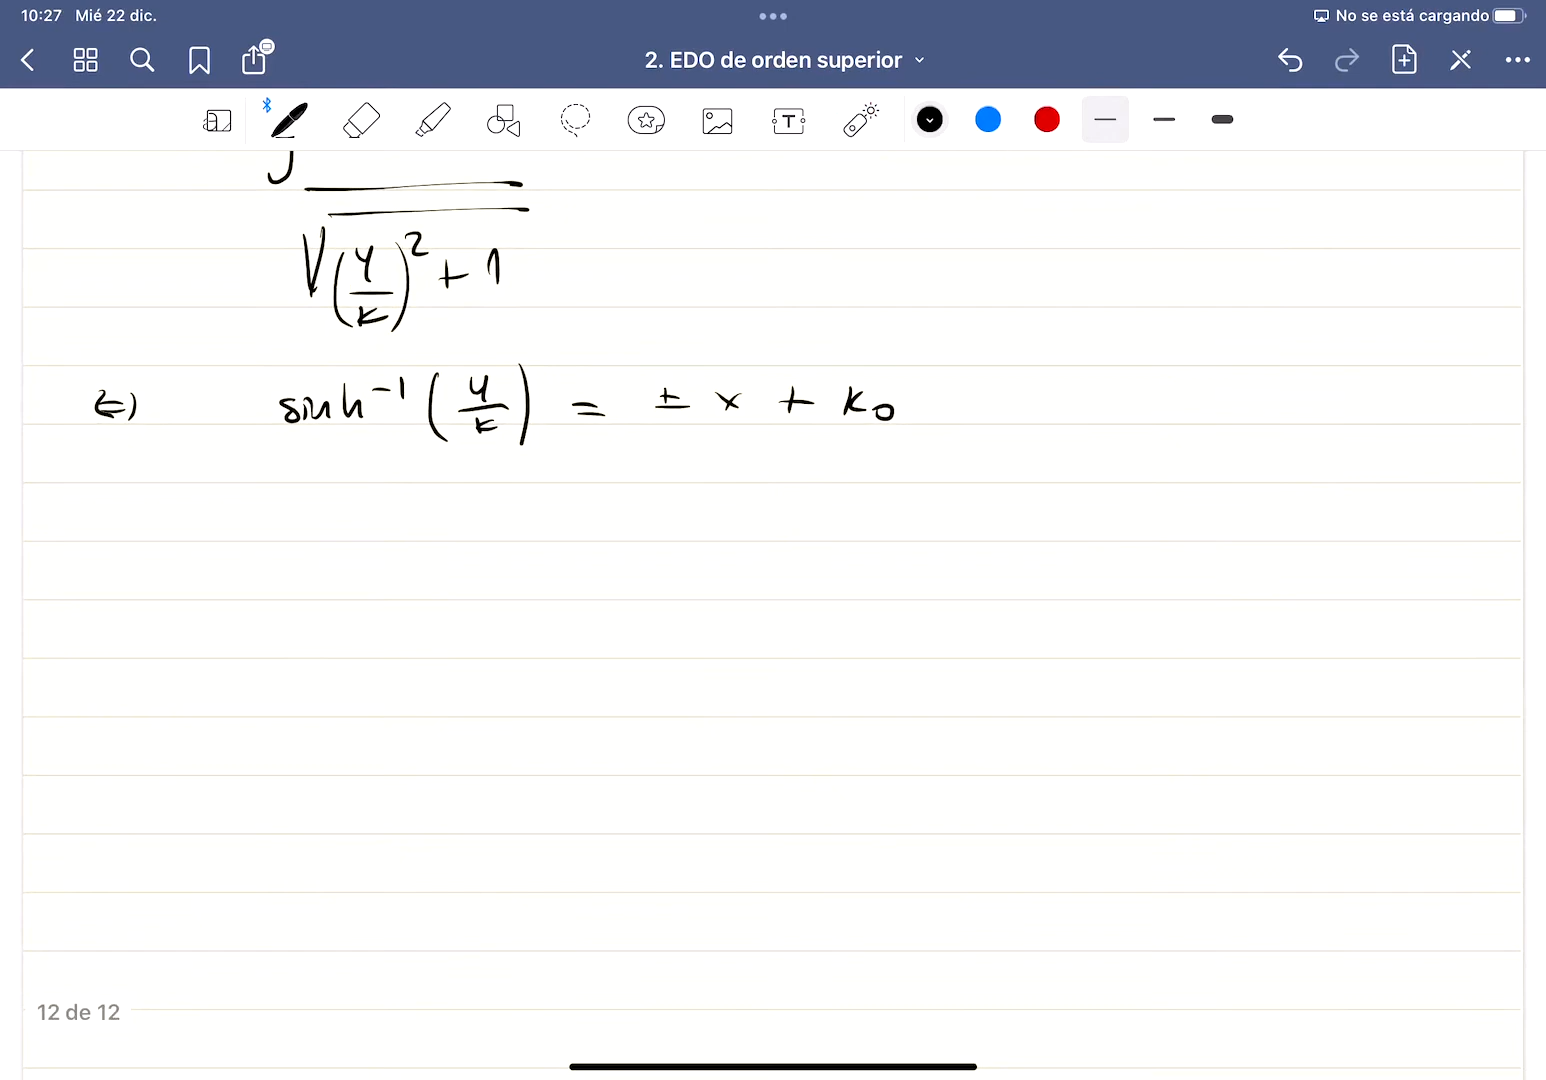 10:27 Mié 22 dic.
No se está cargando
2. EDO de orden superior
T
√((y/k)² + 1)
⇔) sinh⁻¹ (y/k) = ± x + k₀
12 de 12